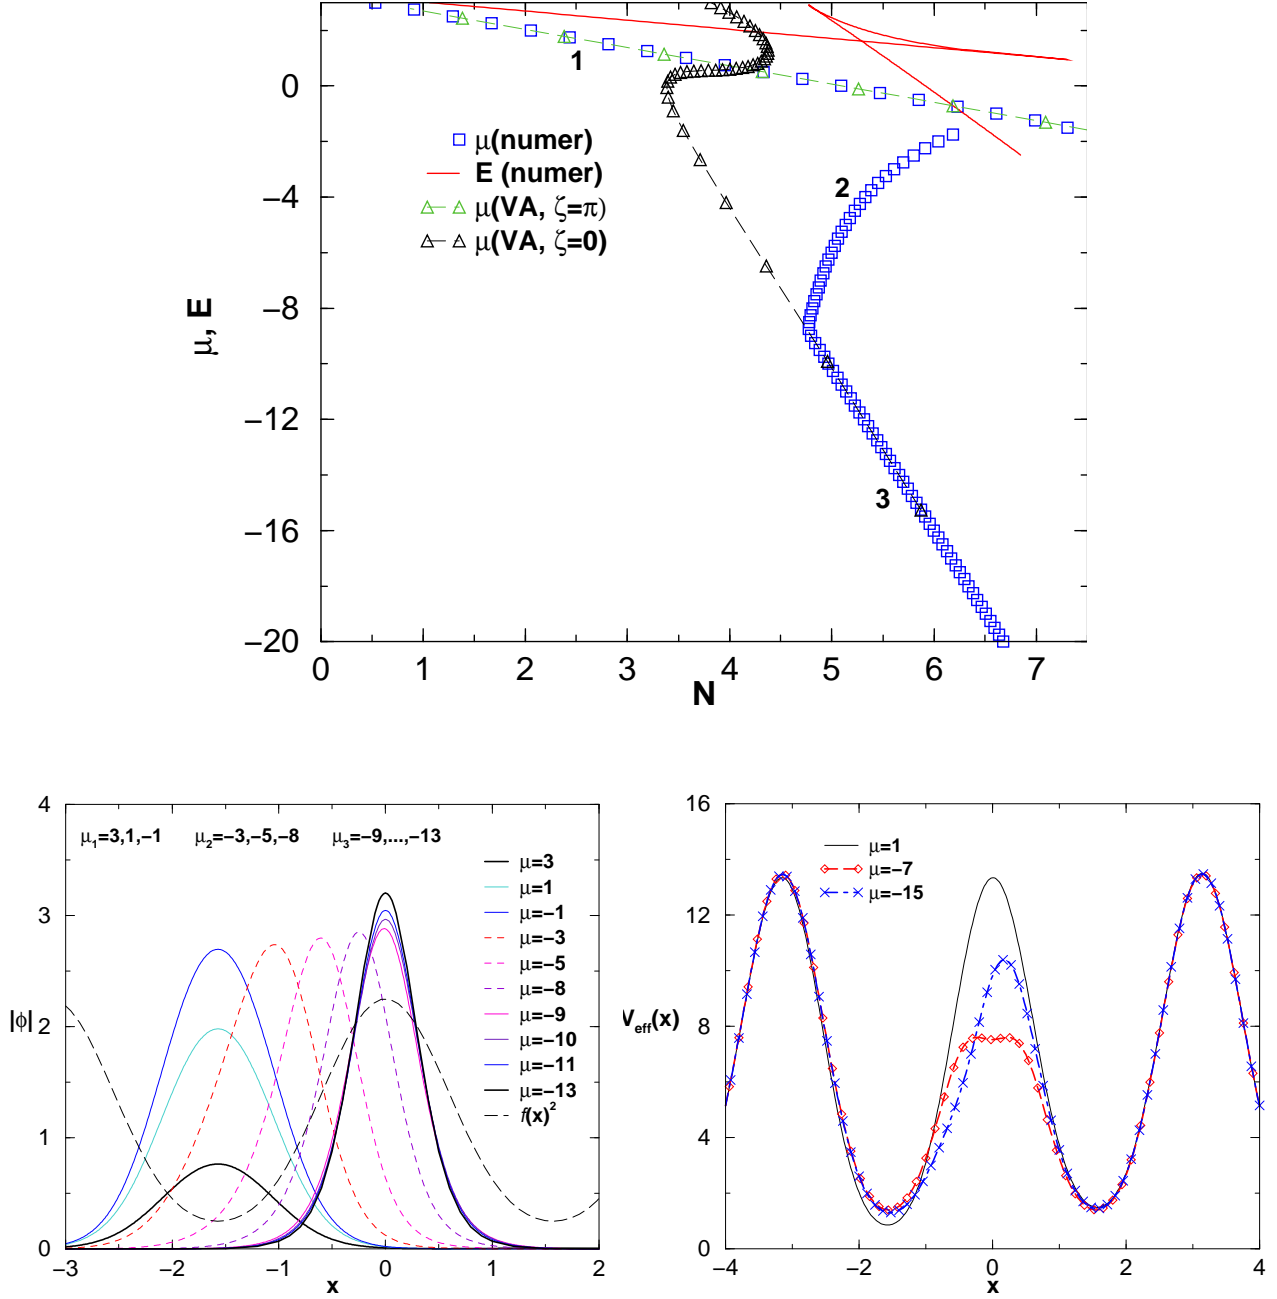 0
−4
−8
−12
−16
−20
μ, E
0
1
2
3
4
5
6
7
N
1
2
3
μ(numer)
E (numer)
μ(VA, ζ=π)
μ(VA, ζ=0)
4
3
2
1
0
|ϕ|
−3
−2
−1
0
1
2
x
μ₁=3,1,−1 μ₂=−3,−5,−8 μ₃=−9,...,−13
μ=3
μ=1
μ=−1
μ=−3
μ=−5
μ=−8
μ=−9
μ=−10
μ=−11
μ=−13
f(x)²
16
12
8
4
0
V_eff(x)
−4
−2
0
2
4
x
μ=1
μ=−7
μ=−15